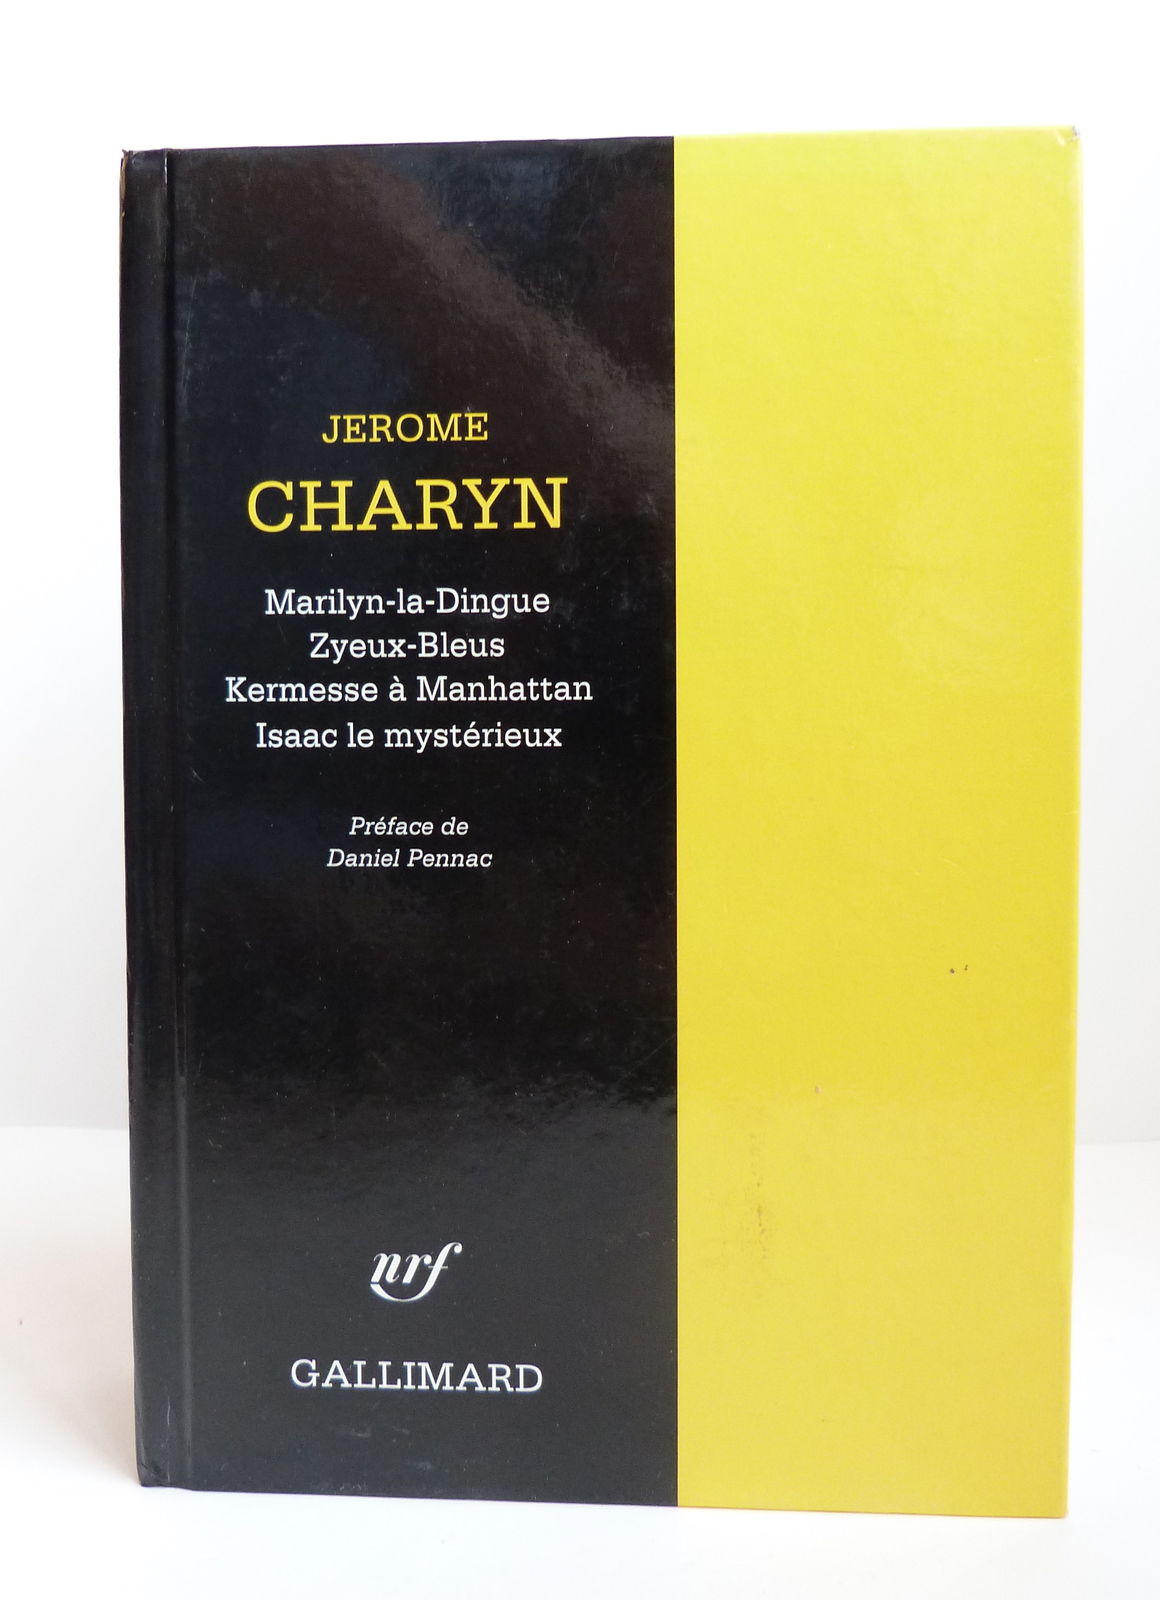 JEROME
CHARYN
Marilyn-la-Dingue
Zyeux-Bleus
Kermesse à Manhattan
Isaac le mystérieux
Préface de
Daniel Pennac
nrf
GALLIMARD